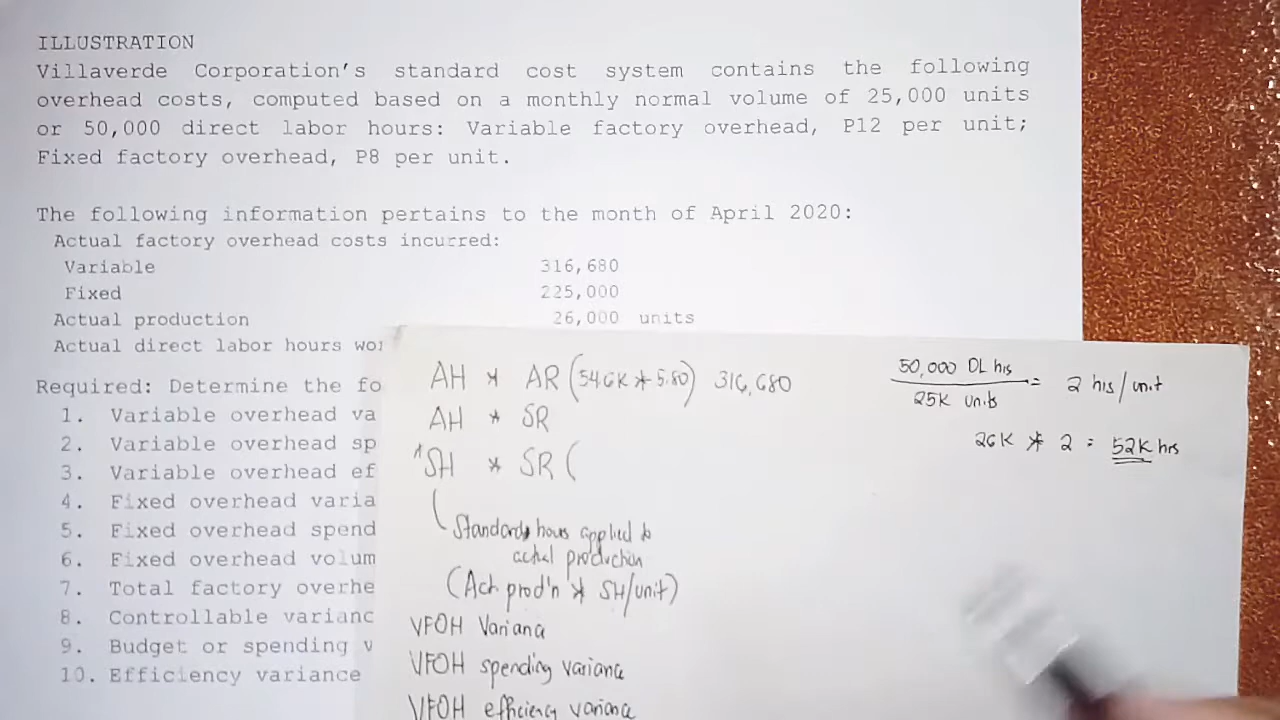 ILLUSTRATION
Villaverde Corporation's standard cost system contains the following
overhead costs, computed based on a monthly normal volume of 25,000 units
or 50,000 direct labor hours: Variable factory overhead, P12 per unit;
Fixed factory overhead, P8 per unit.
The following information pertains to the month of April 2020:
Actual factory overhead costs incurred:
Variable 316,680
Fixed 225,000
Actual production 26,000 units
Actual direct labor hours wor
Required: Determine the fo
1. Variable overhead va
2. Variable overhead sp
3. Variable overhead ef
4. Fixed overhead varia
5. Fixed overhead spend
6. Fixed overhead volum
7. Total factory overhe
8. Controllable varianc
9. Budget or spending v
10. Efficiency variance
AH * AR (54.6K * 5.80) 316,680
AH * SR
*SH * SR (
Standard hours applied to
actual production
(Act. prod'n * SH/unit)
VFOH Variance
VFOH spending variance
VFOH efficiency variance
50,000 DL hrs
25K units
= 2 hrs/unit
26K * 2 = 52K hrs